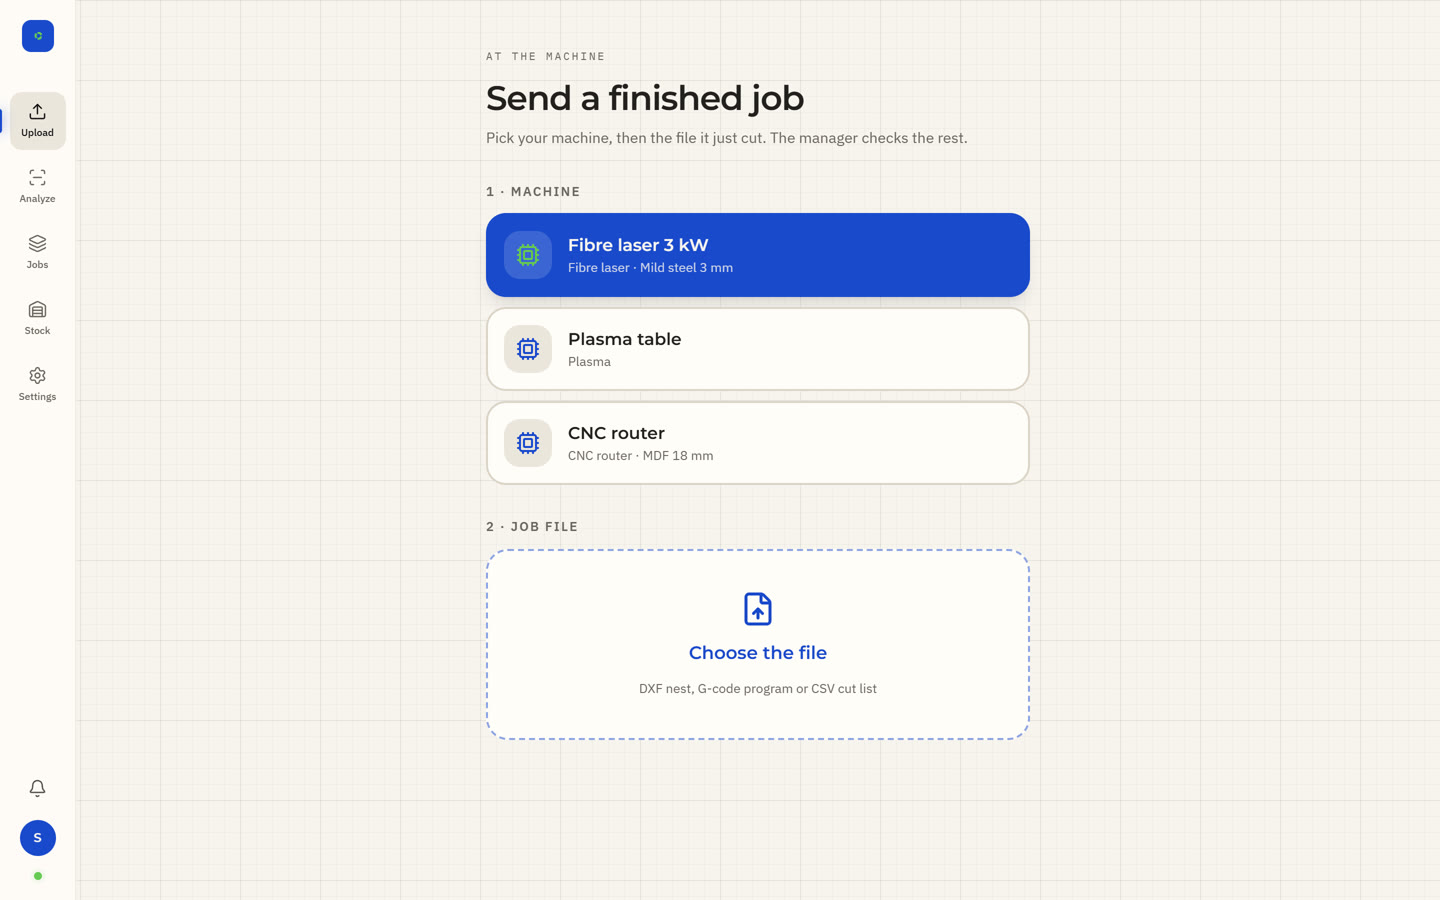 Upload
Analyze
Jobs
Stock
Settings
S
AT THE MACHINE
Send a finished job
Pick your machine, then the file it just cut. The manager checks the rest.
1 · MACHINE
Fibre laser 3 kW
Fibre laser · Mild steel 3 mm
Plasma table
Plasma
CNC router
CNC router · MDF 18 mm
2 · JOB FILE
Choose the file
DXF nest, G-code program or CSV cut list